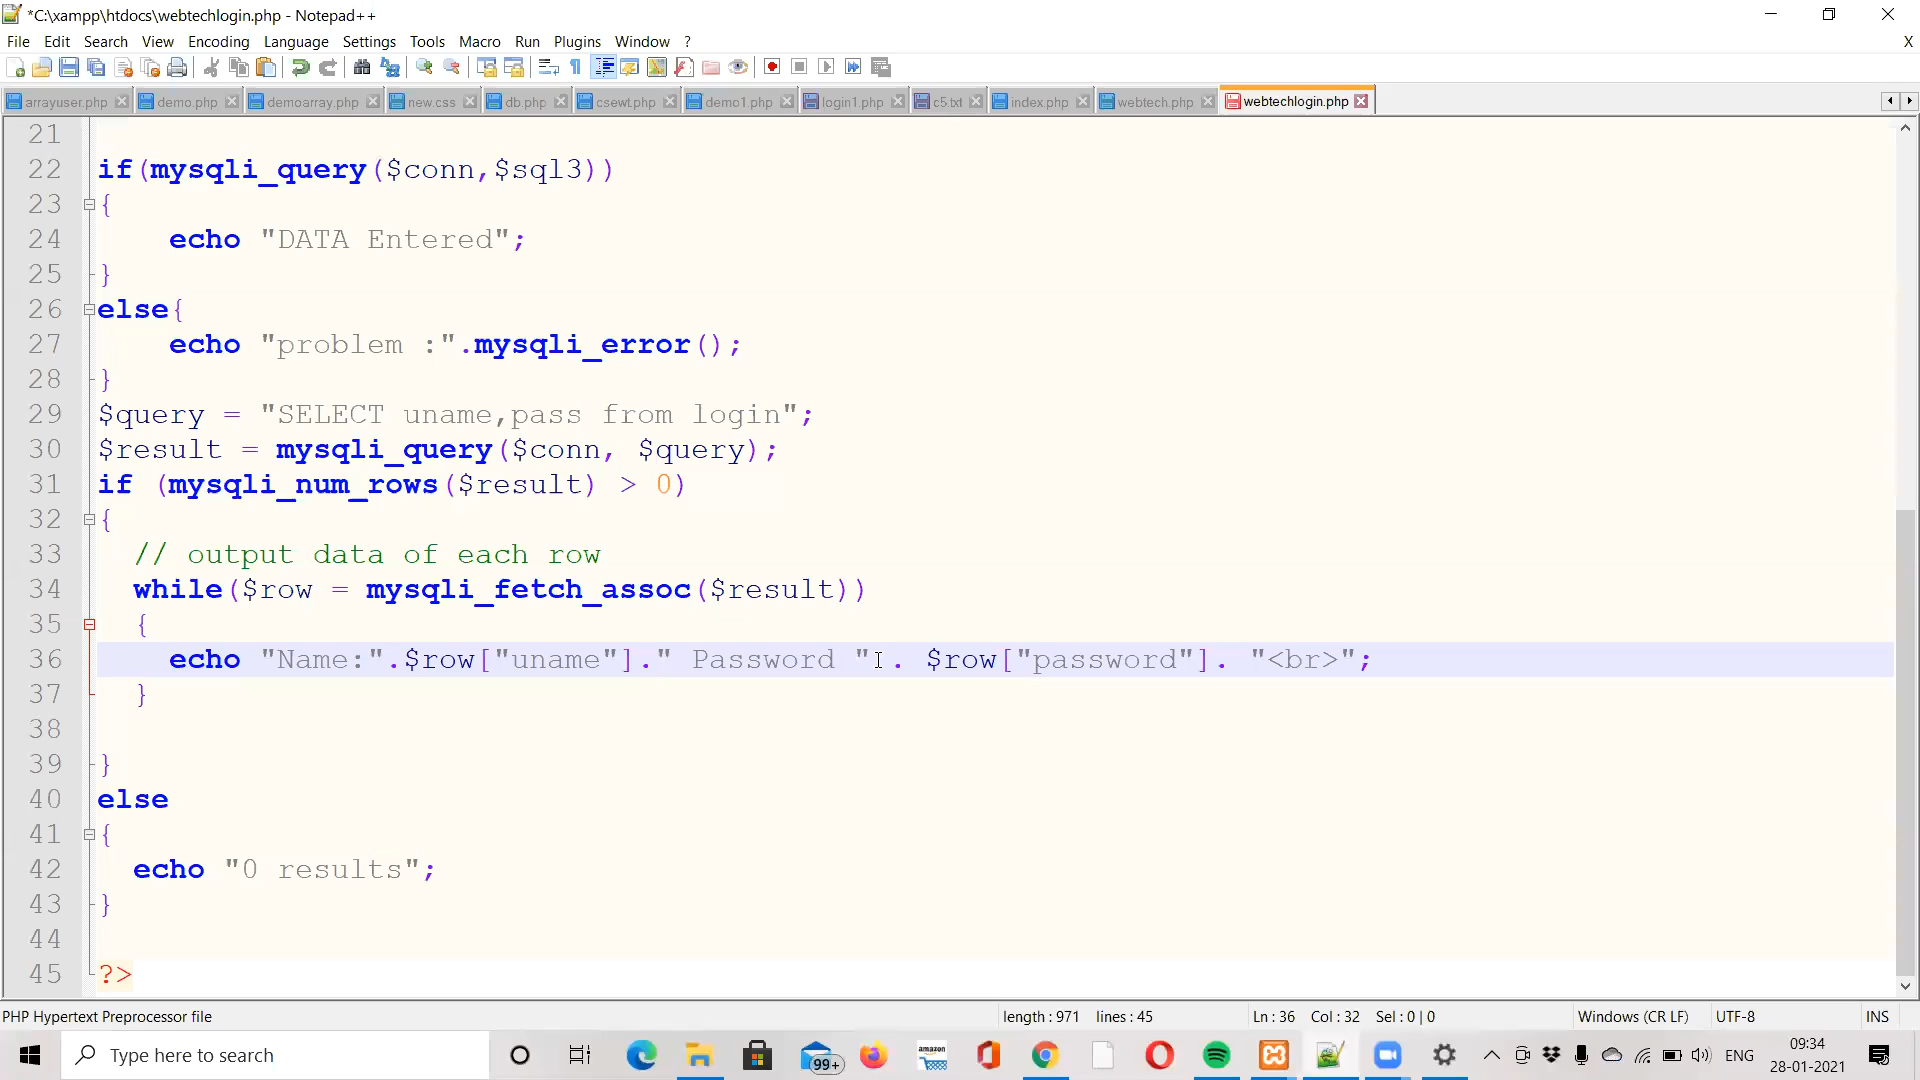 *C:\xampp\htdocs\webtechlogin.php - Notepad++
File Edit Search View Encoding Language Settings Tools Macro Run Plugins Window ? X
arrayuser.php demo.php demoarray.php new.css db.php csewt.php demo1.php login1.php c5.txt index.php webtech.php webtechlogin.php
21
22 if(mysqli_query($conn,$sql3))
23 {
24 echo "DATA Entered";
25 }
26 else{
27 echo "problem :".mysqli_error();
28 }
29 $query = "SELECT uname,pass from login";
30 $result = mysqli_query($conn, $query);
31 if (mysqli_num_rows($result) > 0)
32 {
33 // output data of each row
34 while($row = mysqli_fetch_assoc($result))
35 {
36 echo "Name:".$row["uname"]." Password " . $row["password"]. "<br>";
37 }
38
39 }
40 else
41 {
42 echo "0 results";
43 }
44
45 ?>
PHP Hypertext Preprocessor file length : 971 lines : 45 Ln : 36 Col : 32 Sel : 0 | 0 Windows (CR LF) UTF-8 INS
Type here to search 99+ amazon ENG 09:34
28-01-2021